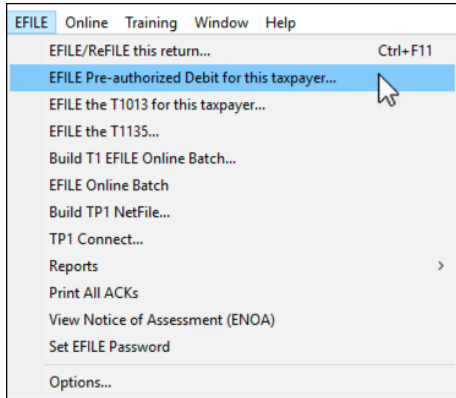 EFILE Online Training Window Help
EFILE/ReFILE this return... Ctrl+F11
EFILE Pre-authorized Debit for this taxpayer...
EFILE the T1013 for this taxpayer...
EFILE the T1135...
Build T1 EFILE Online Batch...
EFILE Online Batch
Build TP1 NetFile...
TP1 Connect...
Reports >
Print All ACKs
View Notice of Assessment (ENOA)
Set EFILE Password
Options...